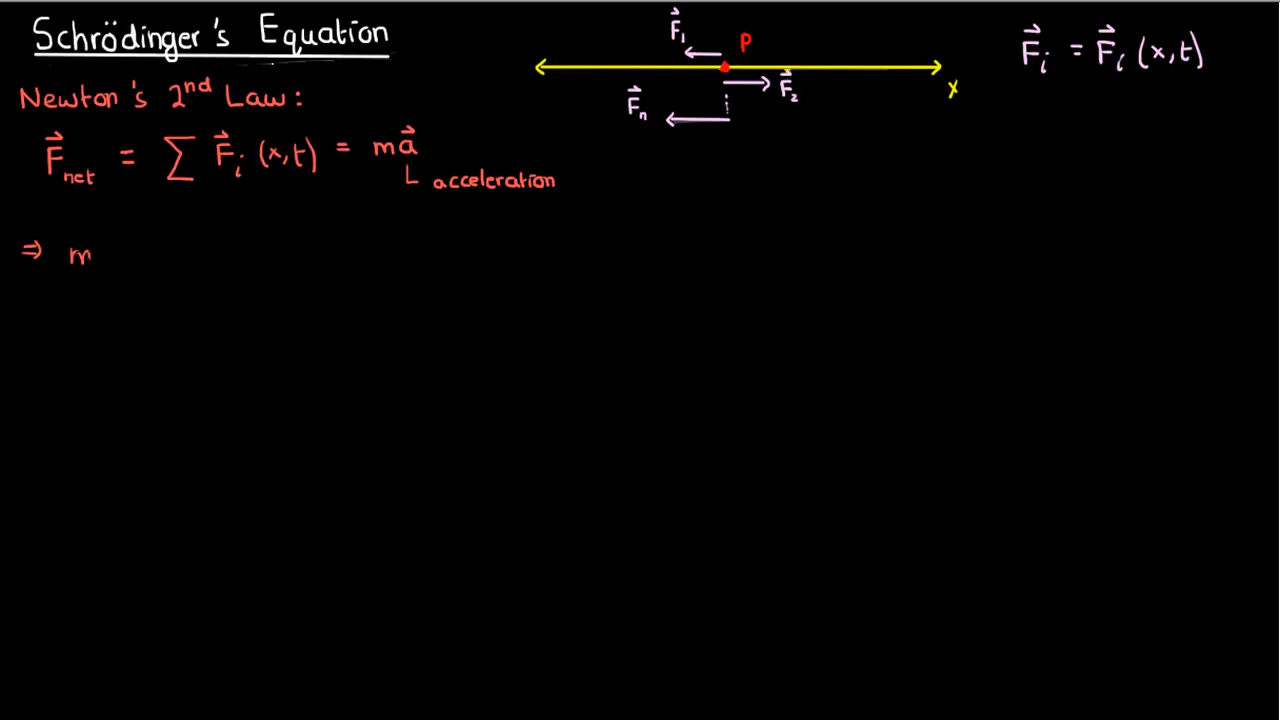 Schrödinger's Equation
Newton's 2nd Law:
F⃗net = ∑ F⃗i (x,t) = ma⃗
acceleration
⇒ m
F⃗1
P
F⃗2
F⃗n
x
F⃗i = F⃗i (x,t)